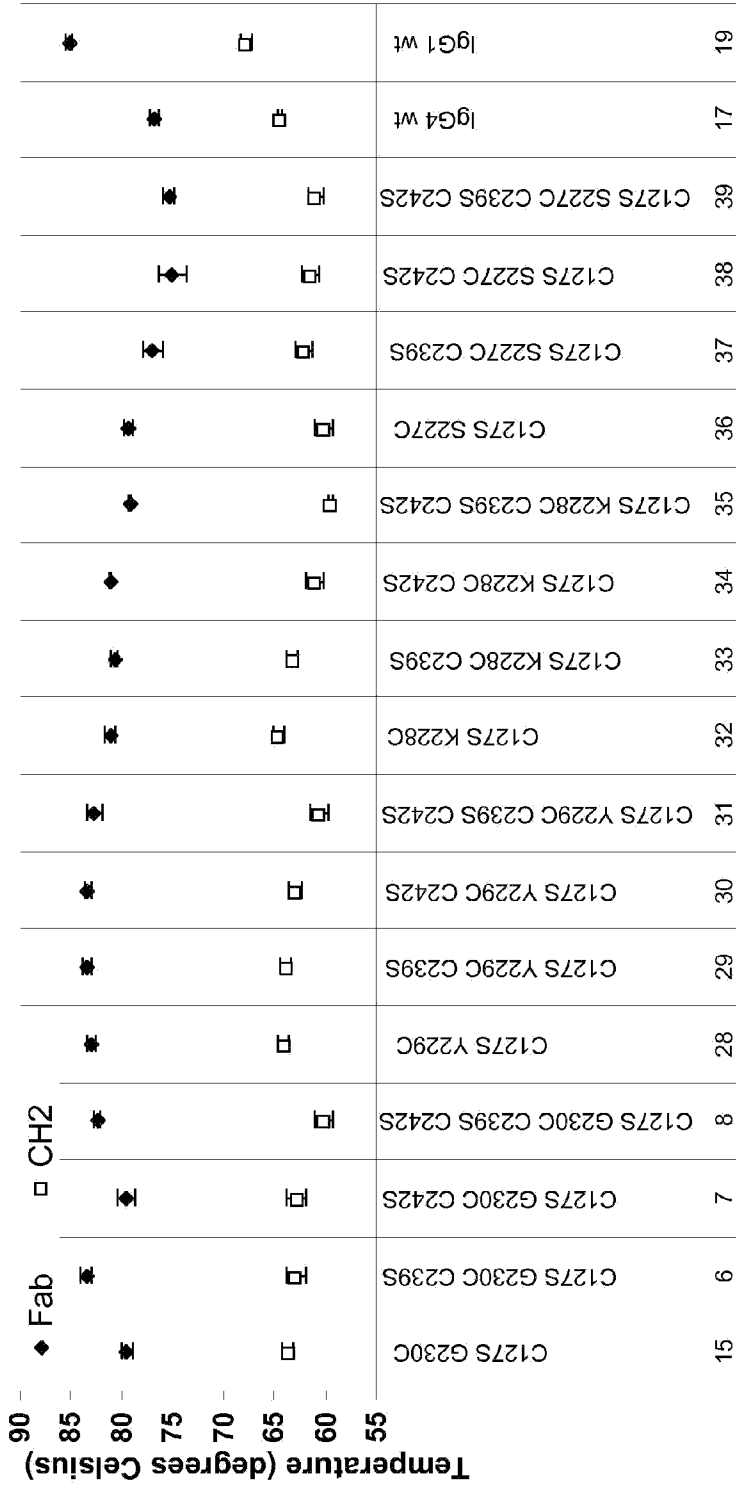 Temperature (degrees Celsius)
90
85
80
75
70
65
60
55
Fab
CH2
C127S G230C
C127S G230C C239S
C127S G230C C242S
C127S G230C C239S C242S
C127S Y229C
C127S Y229C C239S
C127S Y229C C242S
C127S Y229C C239S C242S
C127S K228C
C127S K228C C239S
C127S K228C C242S
C127S K228C C239S C242S
C127S S227C
C127S S227C C239S
C127S S227C C242S
C127S S227C C239S C242S
IgG4 wt
IgG1 wt
15
6
7
8
28
29
30
31
32
33
34
35
36
37
38
39
17
19